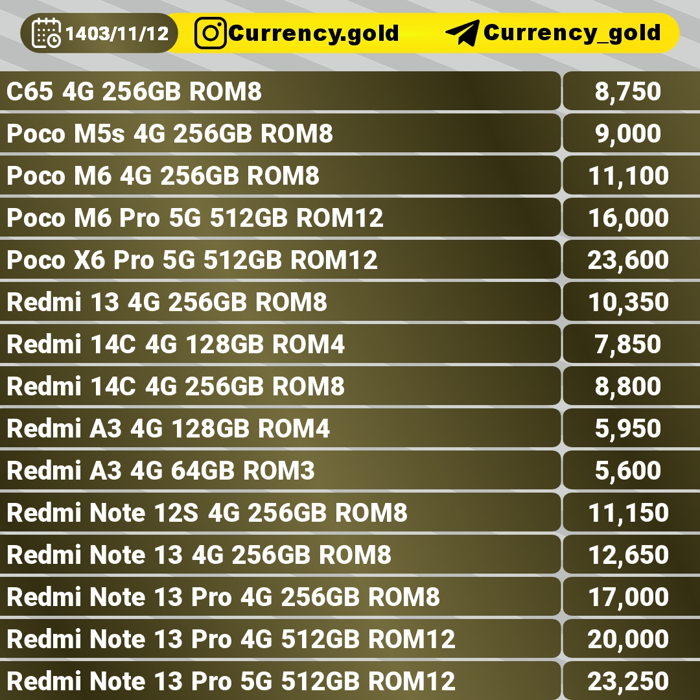 1403/11/12 Currency.gold Currency_gold
C65 4G 256GB ROM8 8,750
Poco M5s 4G 256GB ROM8 9,000
Poco M6 4G 256GB ROM8 11,100
Poco M6 Pro 5G 512GB ROM12 16,000
Poco X6 Pro 5G 512GB ROM12 23,600
Redmi 13 4G 256GB ROM8 10,350
Redmi 14C 4G 128GB ROM4 7,850
Redmi 14C 4G 256GB ROM8 8,800
Redmi A3 4G 128GB ROM4 5,950
Redmi A3 4G 64GB ROM3 5,600
Redmi Note 12S 4G 256GB ROM8 11,150
Redmi Note 13 4G 256GB ROM8 12,650
Redmi Note 13 Pro 4G 256GB ROM8 17,000
Redmi Note 13 Pro 4G 512GB ROM12 20,000
Redmi Note 13 Pro 5G 512GB ROM12 23,250